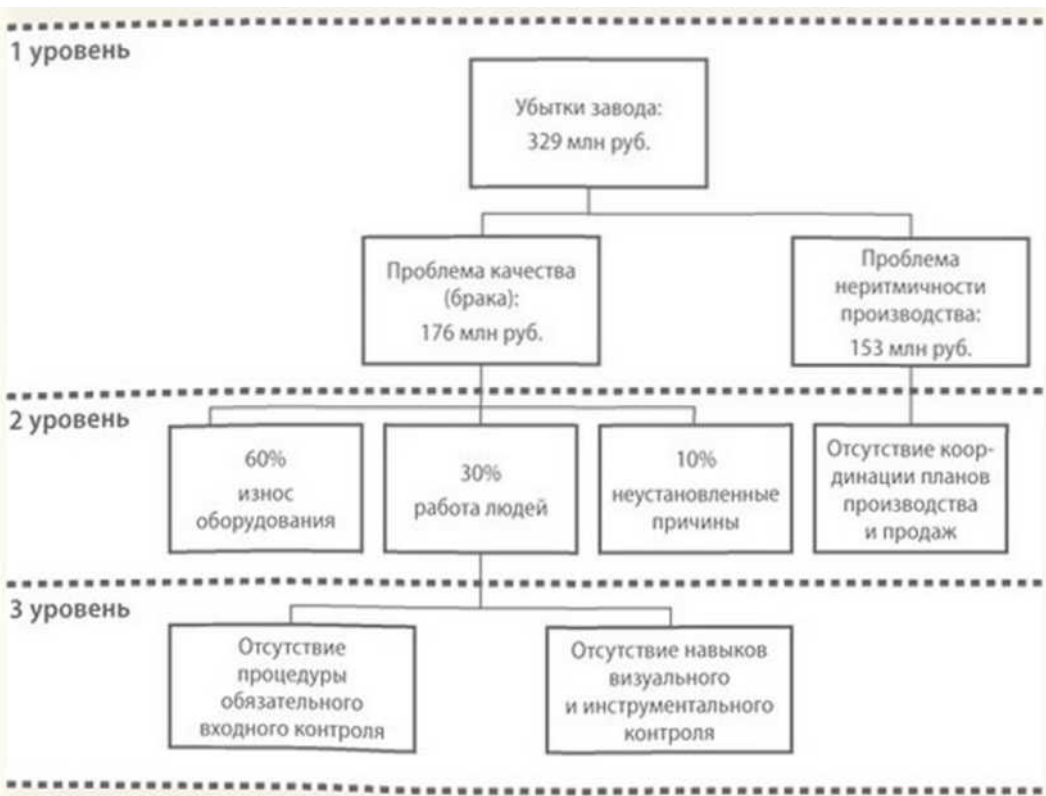 1 уровень
Убытки завода:
329 млн руб.
Проблема качества
(брака):
176 млн руб.
Проблема
неритмичности
производства:
153 млн руб.
2 уровень
60%
износ
оборудования
30%
работа людей
10%
неустановленные
причины
Отсутствие коор-
динации планов
производства
и продаж
3 уровень
Отсутствие
процедуры
обязательного
входного контроля
Отсутствие навыков
визуального
и инструментального
контроля